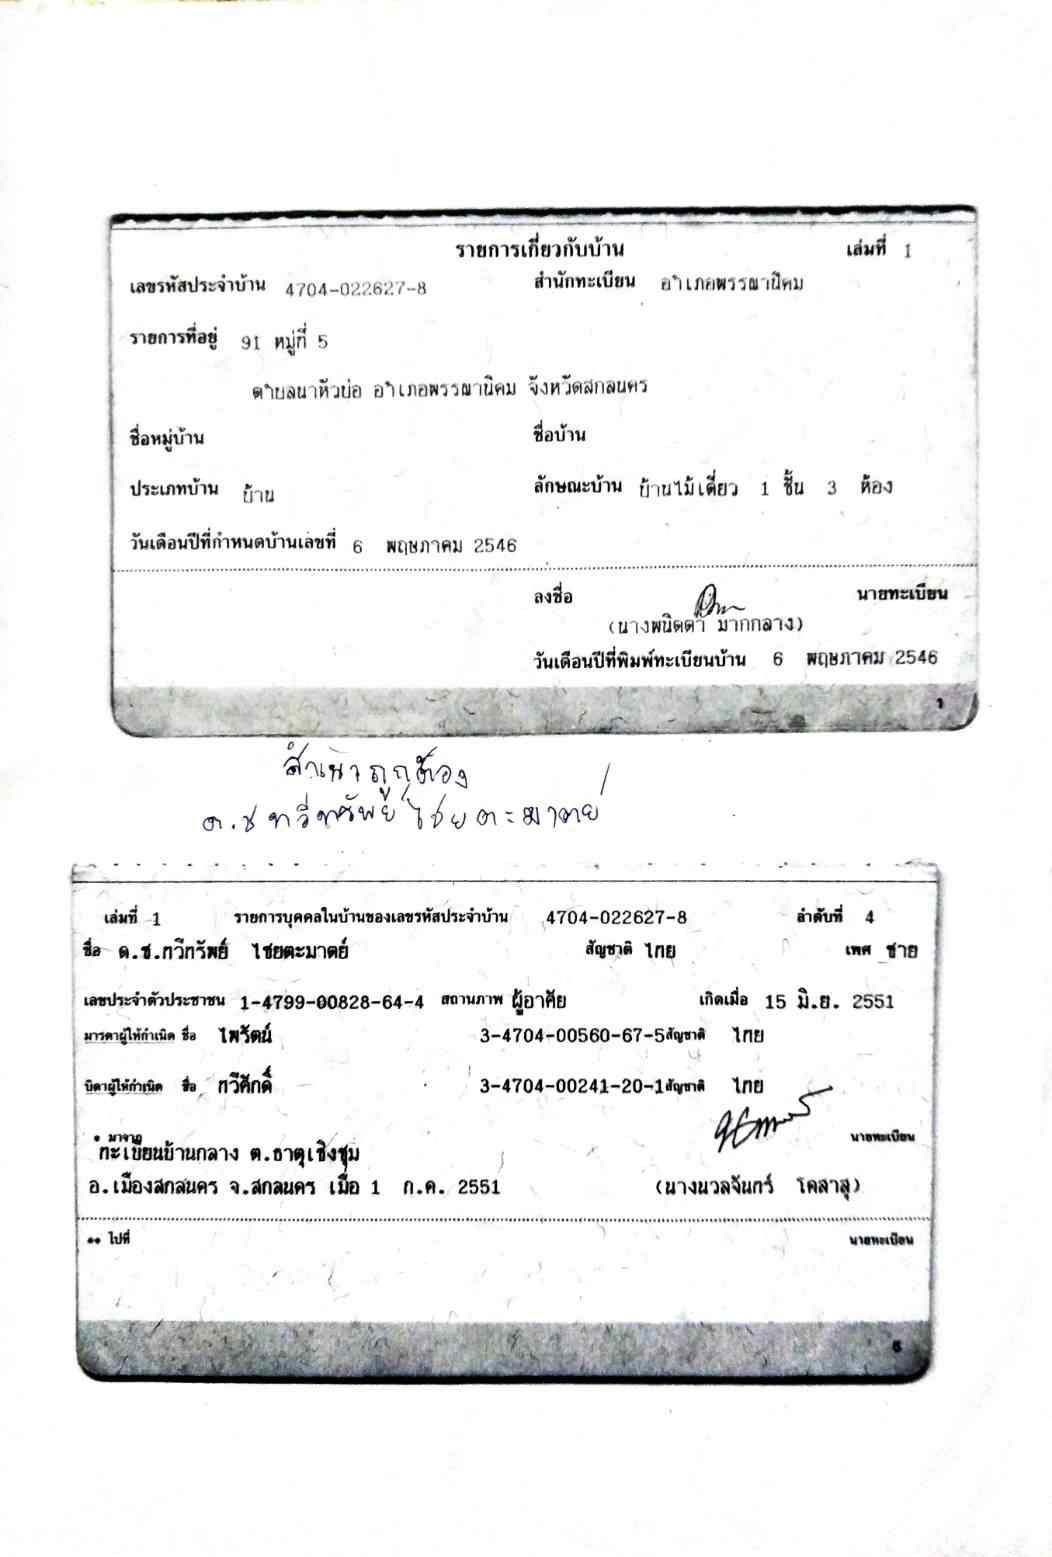 รายการเกี่ยวกับบ้าน เล่มที่ 1
เลขรหัสประจำบ้าน 4704-022627-8 สำนักทะเบียน อำเภอพรรณานิคม
รายการที่อยู่ 91 หมู่ที่ 5
ตำบลนาหัวบ่อ อำเภอพรรณานิคม จังหวัดสกลนคร
ชื่อหมู่บ้าน ชื่อบ้าน
ประเภทบ้าน บ้าน ลักษณะบ้าน บ้านไม้เดี่ยว 1 ชั้น 3 ห้อง
วันเดือนปีที่กำหนดบ้านเลขที่ 6 พฤษภาคม 2546
ลงชื่อ นายทะเบียน
(นางพนิดดา มากกลาง)
วันเดือนปีที่พิมพ์ทะเบียนบ้าน 6 พฤษภาคม 2546
1
สำเนาถูกต้อง
ด.ช ทวีทรัพย์ ไชยตะมาตย์
เล่มที่ 1 รายการบุคคลในบ้านของเลขรหัสประจำบ้าน 4704-022627-8 ลำดับที่ 4
ชื่อ ด.ช.ทวีทรัพย์ ไชยตะมาตย์ สัญชาติ ไทย เพศ ชาย
เลขประจำตัวประชาชน 1-4799-00828-64-4 สถานภาพ ผู้อาศัย เกิดเมื่อ 15 มิ.ย. 2551
มารดาผู้ให้กำเนิด ชื่อ ไพรัตน์ 3-4704-00560-67-5 สัญชาติ ไทย
บิดาผู้ให้กำเนิด ชื่อ ทวีศักดิ์ 3-4704-00241-20-1 สัญชาติ ไทย
* มาจาก นายทะเบียน
ทะเบียนบ้านกลาง ต.ธาตุเชิงชุม
อ.เมืองสกลนคร จ.สกลนคร เมื่อ 1 ก.ค. 2551 (นางนวลจันทร์ โคลาสุ)
** ไปที่ นายทะเบียน